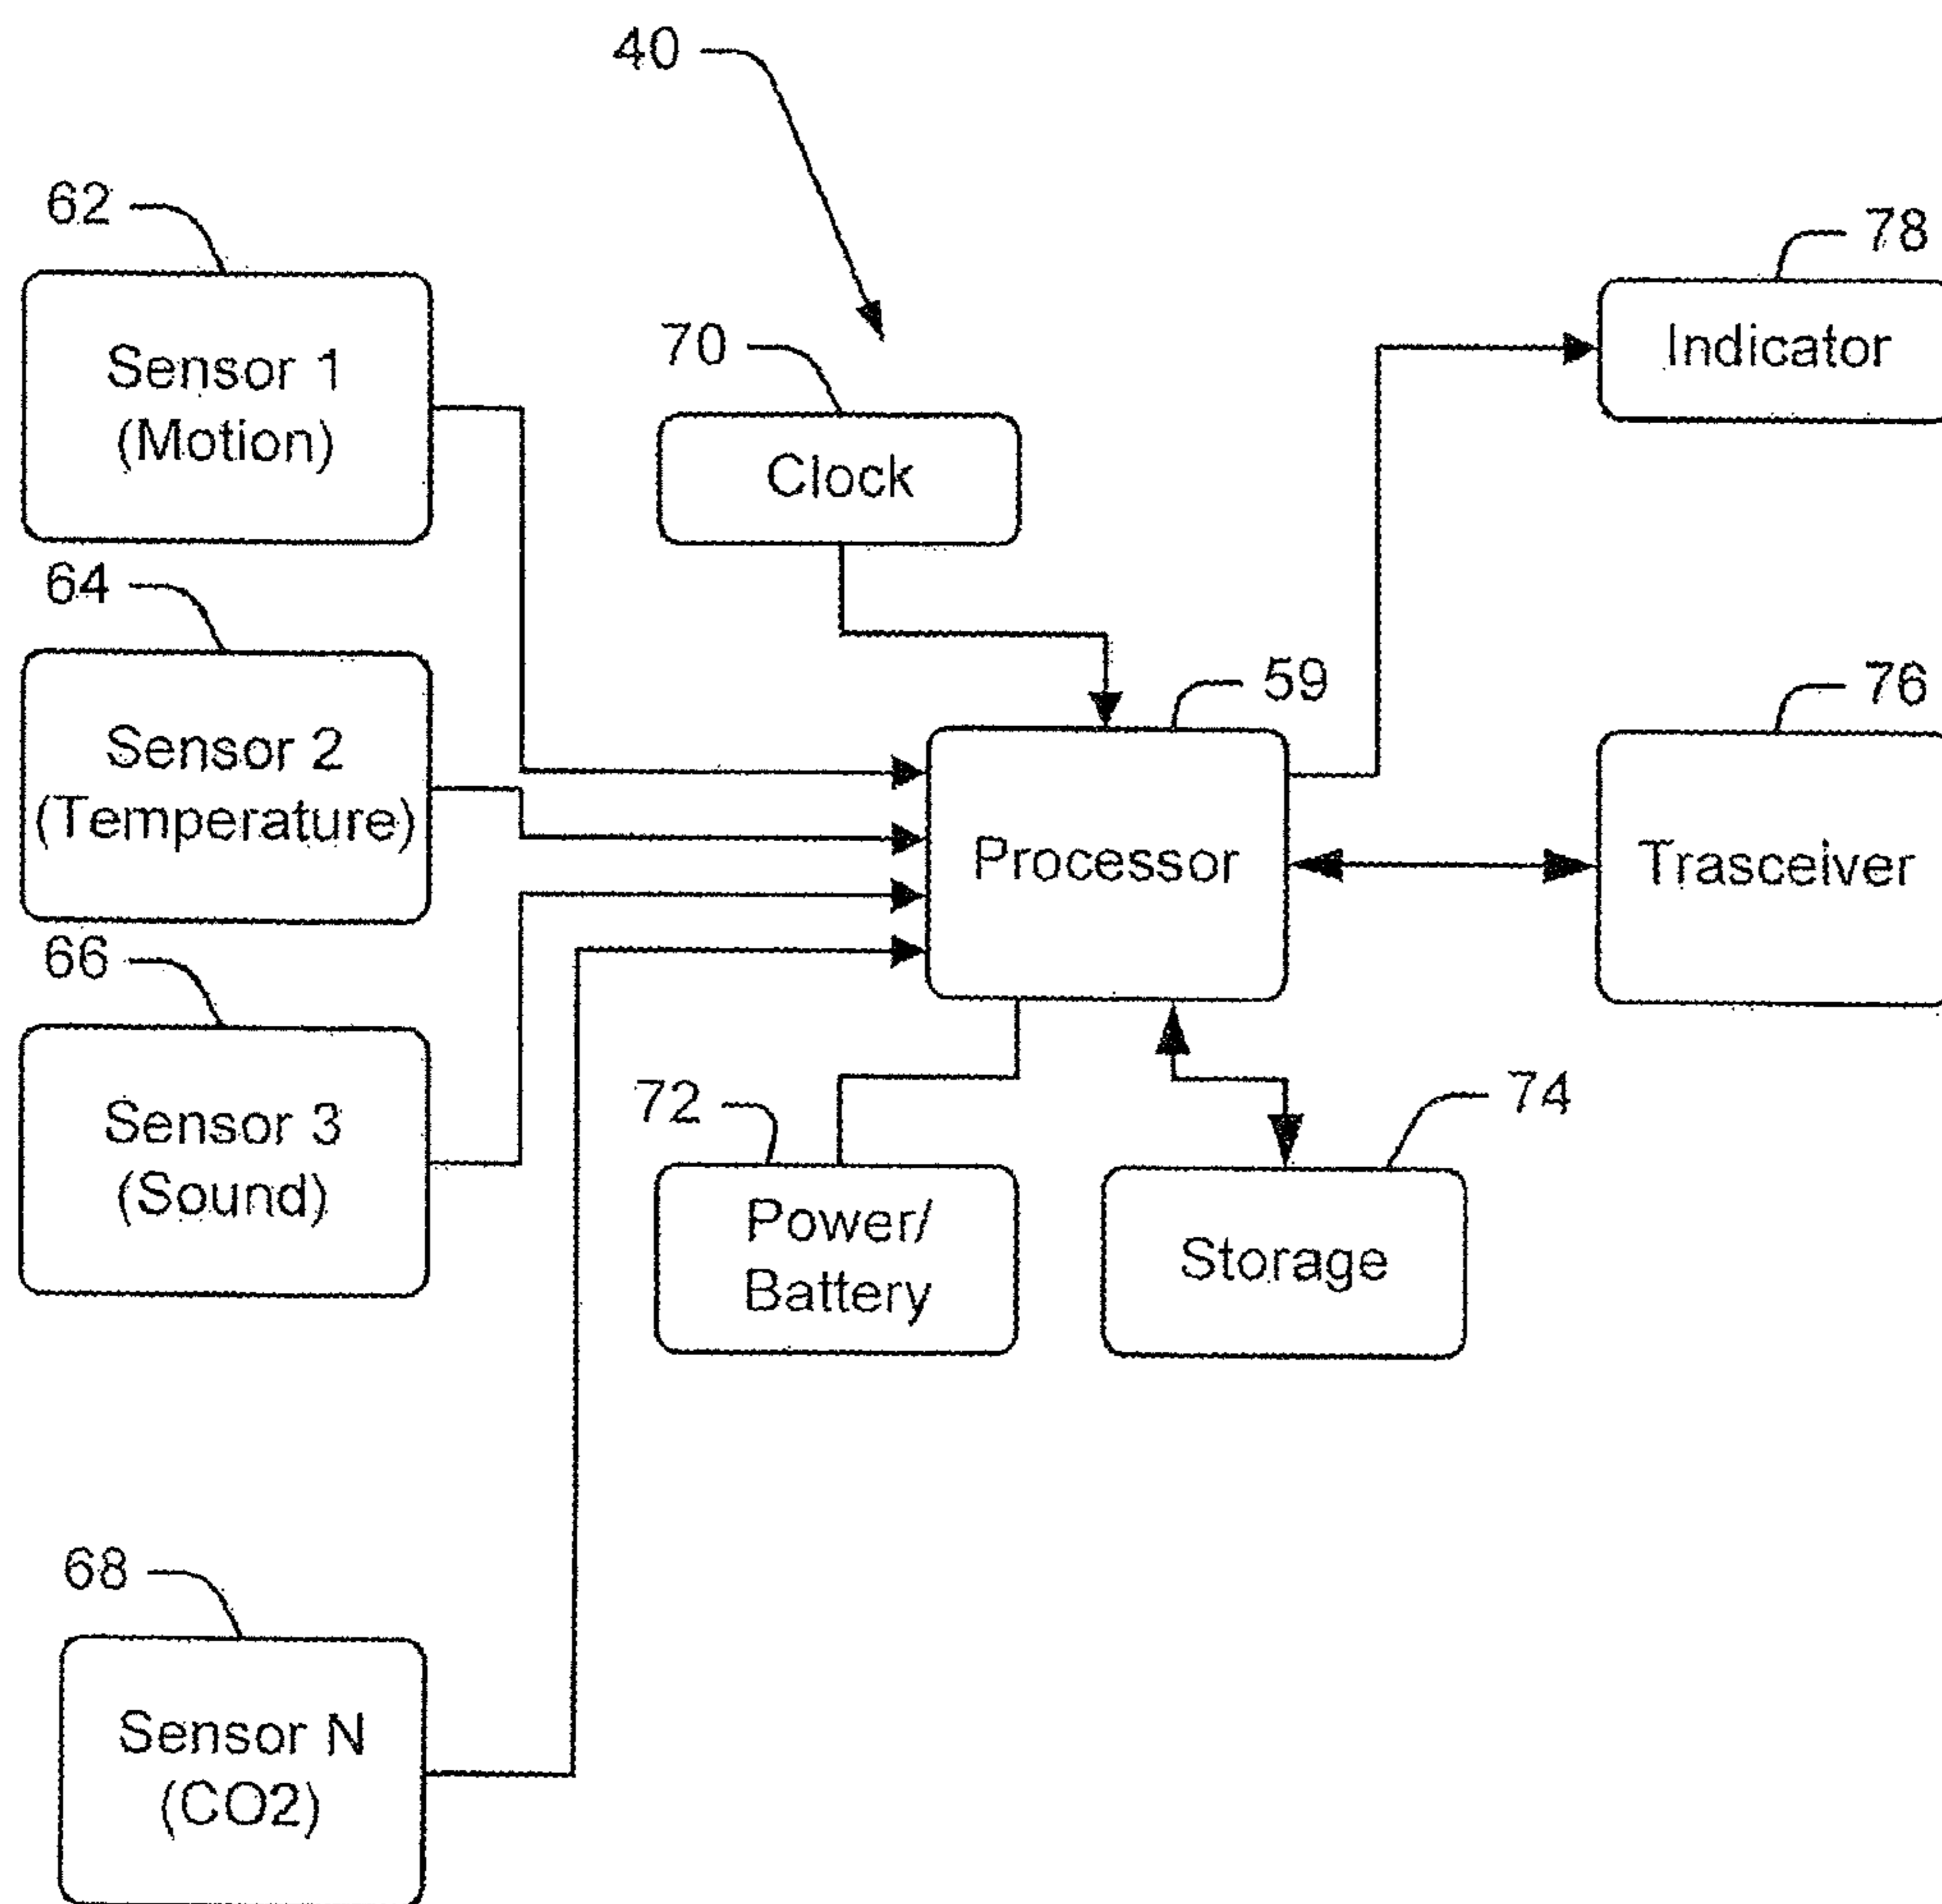 40
62
Sensor 1
(Motion)
70
Clock
78
Indicator
64
Sensor 2
(Temperature)
59
Processor
76
Trasceiver
66
Sensor 3
(Sound)
72
Power/
Battery
74
Storage
68
Sensor N
(CO2)